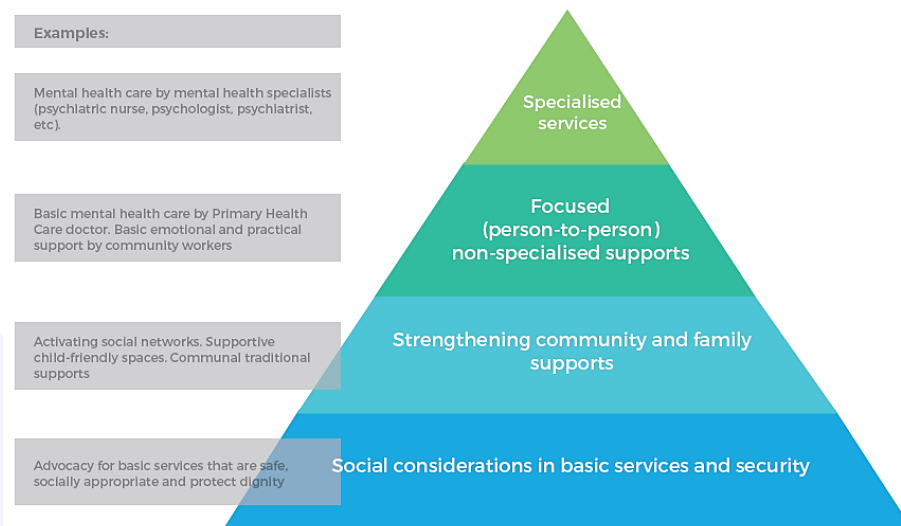 Examples:
Mental health care by mental health specialists
(psychiatric nurse, psychologist, psychiatrist,
etc).
Specialised
services
Basic mental health care by Primary Health
Care doctor. Basic emotional and practical
support by community workers
Focused
(person-to-person)
non-specialised supports
Activating social networks. Supportive
child-friendly spaces. Communal traditional
supports
Strengthening community and family
supports
Advocacy for basic services that are safe,
socially appropriate and protect dignity
Social considerations in basic services and security